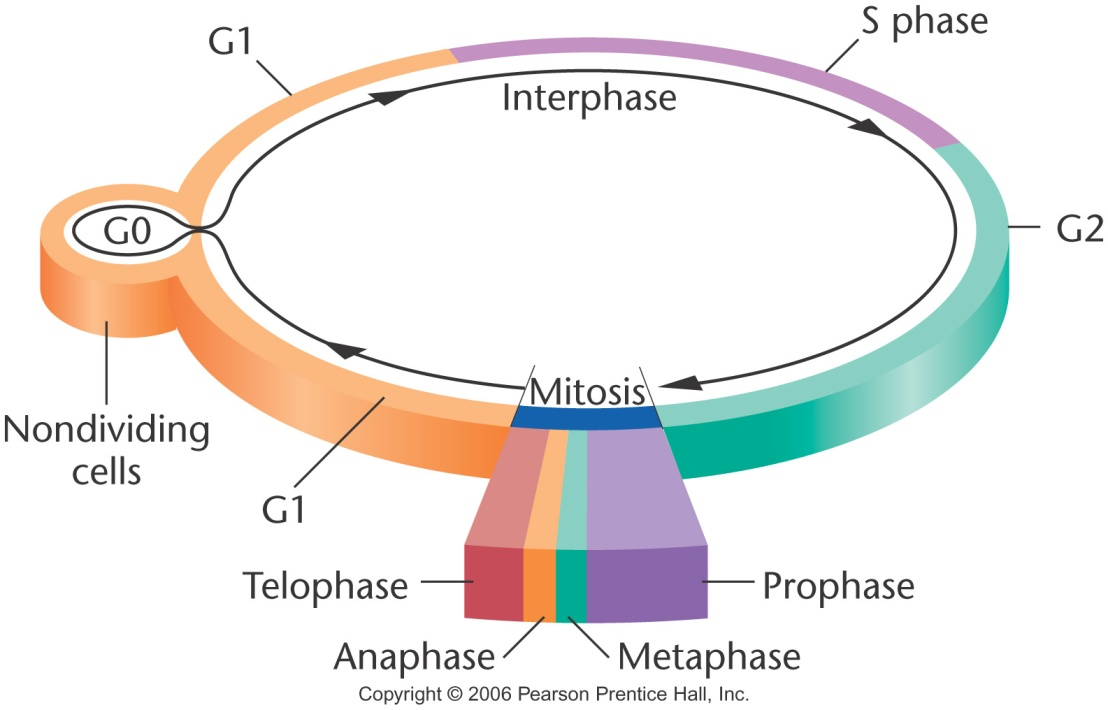 G1
S phase
Interphase
G0
G2
Mitosis
Nondividing
cells
G1
Telophase
Prophase
Anaphase
Metaphase
Copyright © 2006 Pearson Prentice Hall, Inc.